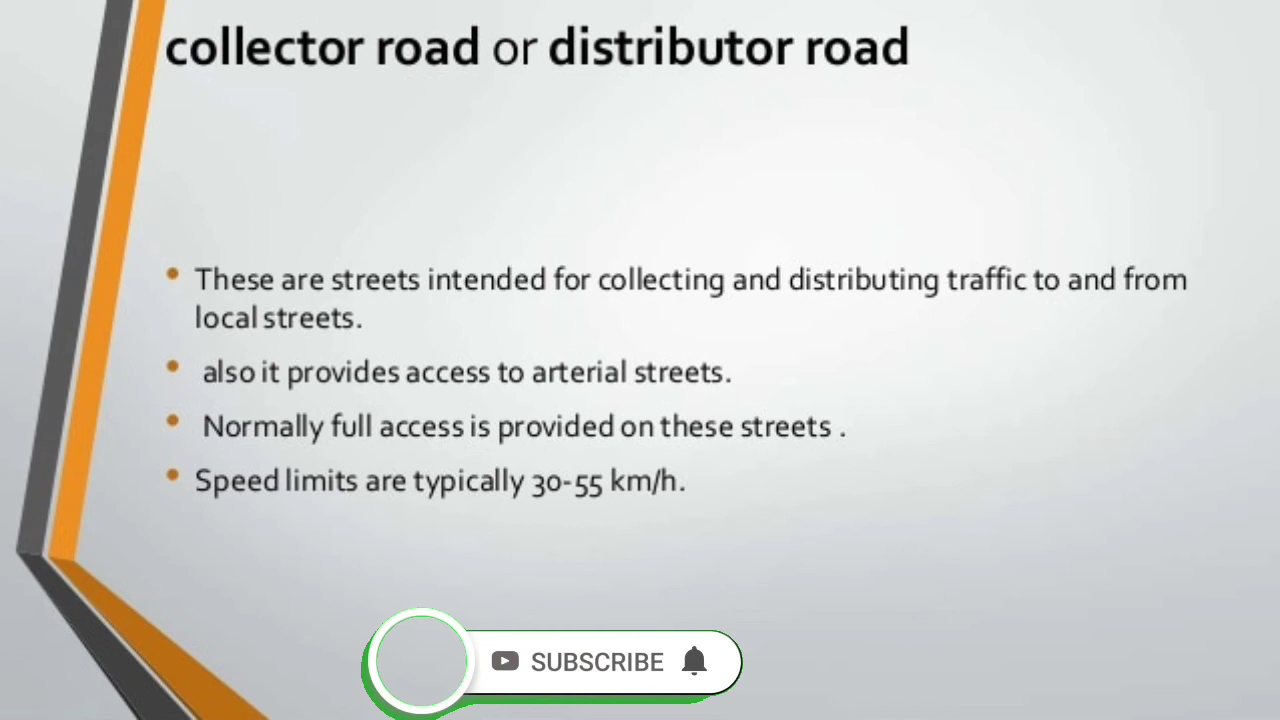 collector road or distributor road
• These are streets intended for collecting and distributing traffic to and from
local streets.
• also it provides access to arterial streets.
• Normally full access is provided on these streets .
• Speed limits are typically 30-55 km/h.
SUBSCRIBE